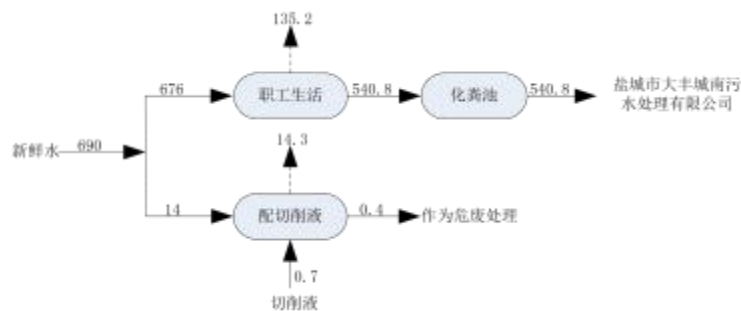 135.2
676
职工生活
540.8
化粪池
540.8
盐城市大丰城南污
水处理有限公司
新鲜水
690
14.3
14
配切削液
0.4
作为危废处理
0.7
切削液